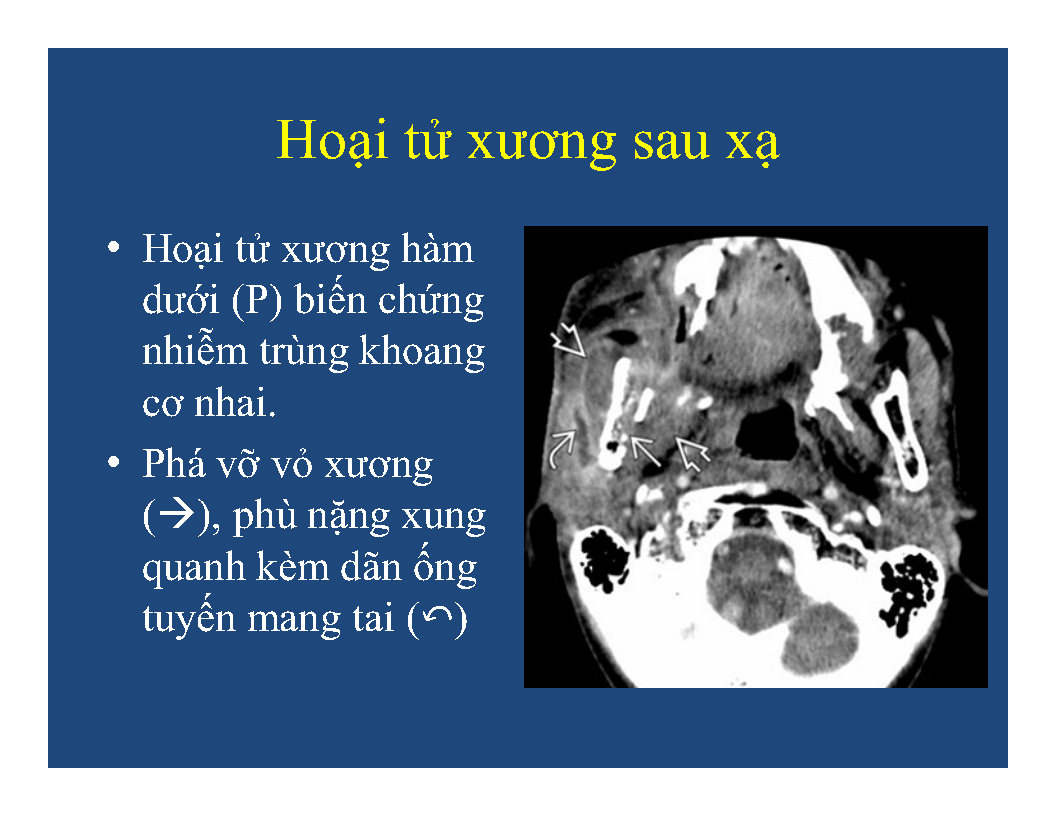 Hoại tử xương sau xạ
• Hoại tử xương hàm
dưới (P) biến chứng
nhiễm trùng khoang
cơ nhai.
• Phá vỡ vỏ xương
(→), phù nặng xung
quanh kèm dãn ống
tuyến mang tai (⤺)